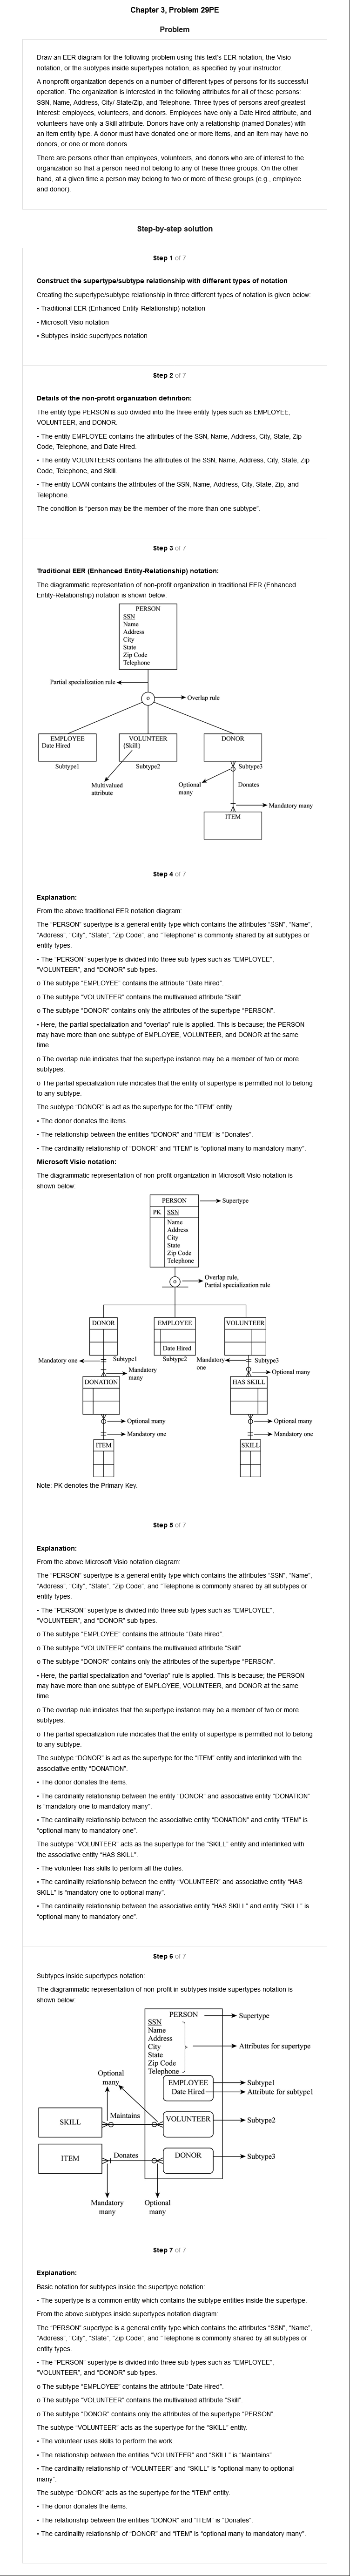 Chapter 3, Problem 29PE
Problem
Draw an EER diagram for the following problem using this text's EER notation, the Visio
notation, or the subtypes inside supertypes notation, as specified by your instructor.
A nonprofit organization depends on a number of different types of persons for its successful
operation. The organization is interested in the following attributes for all of these persons:
SSN, Name, Address, City/ State/Zip, and Telephone. Three types of persons areof greatest
interest: employees, volunteers, and donors. Employees have only a Date Hired attribute, and
volunteers have only a Skill attribute. Donors have only a relationship (named Donates) with
an Item entity type. A donor must have donated one or more items, and an item may have no
donors, or one or more donors.
There are persons other than employees, volunteers, and donors who are of interest to the
organization so that a person need not belong to any of these three groups. On the other
hand, at a given time a person may belong to two or more of these groups (e.g., employee
and donor).
Step-by-step solution
Step 1 of 7
Construct the supertype/subtype relationship with different types of notation
Creating the supertype/subtype relationship in three different types of notation is given below:
• Traditional EER (Enhanced Entity-Relationship) notation
• Microsoft Visio notation
• Subtypes inside supertypes notation
Step 2 of 7
Details of the non-profit organization definition:
The entity type PERSON is sub divided into the three entity types such as EMPLOYEE,
VOLUNTEER, and DONOR.
• The entity EMPLOYEE contains the attributes of the SSN, Name, Address, City, State, Zip
Code, Telephone, and Date Hired.
• The entity VOLUNTEERS contains the attributes of the SSN, Name, Address, City, State, Zip
Code, Telephone, and Skill.
• The entity LOAN contains the attributes of the SSN, Name, Address, City, State, Zip, and
Telephone.
The condition is “person may be the member of the more than one subtype”.
Step 3 of 7
Traditional EER (Enhanced Entity-Relationship) notation:
The diagrammatic representation of non-profit organization in traditional EER (Enhanced
Entity-Relationship) notation is shown below:
PERSON
SSN
Name
Address
City
State
Zip Code
Telephone
Partial specialization rule
o
Overlap rule
EMPLOYEE
Date Hired
VOLUNTEER
{Skill}
DONOR
Subtype1
Subtype2
Subtype3
Multivalued
attribute
Optional
many
Donates
Mandatory many
ITEM
Step 4 of 7
Explanation:
From the above traditional EER notation diagram:
The “PERSON” supertype is a general entity type which contains the attributes “SSN”, “Name”,
“Address”, “City”, “State”, “Zip Code”, and “Telephone” is commonly shared by all subtypes or
entity types.
• The “PERSON” supertype is divided into three sub types such as “EMPLOYEE”,
“VOLUNTEER”, and “DONOR” sub types.
o The subtype “EMPLOYEE” contains the attribute “Date Hired”.
o The subtype “VOLUNTEER” contains the multivalued attribute “Skill”.
o The subtype “DONOR” contains only the attributes of the supertype “PERSON”.
• Here, the partial specialization and “overlap” rule is applied. This is because; the PERSON
may have more than one subtype of EMPLOYEE, VOLUNTEER, and DONOR at the same
time.
o The overlap rule indicates that the supertype instance may be a member of two or more
subtypes.
o The partial specialization rule indicates that the entity of supertype is permitted not to belong
to any subtype.
The subtype “DONOR” is act as the supertype for the “ITEM” entity.
• The donor donates the items.
• The relationship between the entities “DONOR” and “ITEM” is “Donates”.
• The cardinality relationship of “DONOR” and “ITEM” is “optional many to mandatory many”.
Microsoft Visio notation:
The diagrammatic representation of non-profit organization in Microsoft Visio notation is
shown below:
PERSON
Supertype
PK SSN
Name
Address
City
State
Zip Code
Telephone
o
Overlap rule,
Partial specialization rule
DONOR
EMPLOYEE
Date Hired
VOLUNTEER
Mandatory one
Subtype1
Subtype2
Mandatory
one
Subtype3
Mandatory
many
Optional many
DONATION
HAS SKILL
Optional many
Optional many
Mandatory one
Mandatory one
ITEM
SKILL
Note: PK denotes the Primary Key.
Step 5 of 7
Explanation:
From the above Microsoft Visio notation diagram:
The “PERSON” supertype is a general entity type which contains the attributes “SSN”, “Name”,
“Address”, “City”, “State”, “Zip Code”, and “Telephone is commonly shared by all subtypes or
entity types.
• The “PERSON” supertype is divided into three sub types such as “EMPLOYEE”,
“VOLUNTEER”, and “DONOR” sub types.
o The subtype “EMPLOYEE” contains the attribute “Date Hired”.
o The subtype “VOLUNTEER” contains the multivalued attribute “Skill”.
o The subtype “DONOR” contains only the attributes of the supertype “PERSON”.
• Here, the partial specialization and “overlap” rule is applied. This is because; the PERSON
may have more than one subtype of EMPLOYEE, VOLUNTEER, and DONOR at the same
time.
o The overlap rule indicates that the supertype instance may be a member of two or more
subtypes.
o The partial specialization rule indicates that the entity of supertype is permitted not to belong
to any subtype.
The subtype “DONOR” is act as the supertype for the “ITEM” entity and interlinked with the
associative entity “DONATION”.
• The donor donates the items.
• The cardinality relationship between the entity “DONOR” and associative entity “DONATION”
is “mandatory one to mandatory many”.
• The cardinality relationship between the associative entity “DONATION” and entity “ITEM” is
“optional many to mandatory one”.
The subtype “VOLUNTEER” acts as the supertype for the “SKILL” entity and interlinked with
the associative entity “HAS SKILL”.
• The volunteer has skills to perform all the duties.
• The cardinality relationship between the entity “VOLUNTEER” and associative entity “HAS
SKILL” is “mandatory one to optional many”.
• The cardinality relationship between the associative entity “HAS SKILL” and entity “SKILL” is
“optional many to mandatory one”.
Step 6 of 7
Subtypes inside supertypes notation:
The diagrammatic representation of non-profit in subtypes inside supertypes notation is
shown below:
PERSON
Supertype
SSN
Name
Address
City
State
Zip Code
Telephone
Attributes for supertype
Optional
many
EMPLOYEE
Date Hired
Subtype1
Attribute for subtype1
SKILL
Maintains
VOLUNTEER
Subtype2
ITEM
Donates
DONOR
Subtype3
Mandatory
many
Optional
many
Step 7 of 7
Explanation:
Basic notation for subtypes inside the supertpye notation:
• The supertype is a common entity which contains the subtype entities inside the supertype.
From the above subtypes inside supertypes notation diagram:
The “PERSON” supertype is a general entity type which contains the attributes “SSN”, “Name”,
“Address”, “City”, “State”, “Zip Code”, and “Telephone is commonly shared by all subtypes or
entity types.
• The “PERSON” supertype is divided into three sub types such as “EMPLOYEE”,
“VOLUNTEER”, and “DONOR” sub types.
o The subtype “EMPLOYEE” contains the attribute “Date Hired”.
o The subtype “VOLUNTEER” contains the multivalued attribute “Skill”.
o The subtype “DONOR” contains only the attributes of the supertype “PERSON”.
The subtype “VOLUNTEER” acts as the supertype for the “SKILL” entity.
• The volunteer uses skills to perform the work.
• The relationship between the entities “VOLUNTEER” and “SKILL” is “Maintains”.
• The cardinality relationship of “VOLUNTEER” and “SKILL” is “optional many to optional
many”.
The subtype “DONOR” acts as the supertype for the “ITEM” entity.
• The donor donates the items.
• The relationship between the entities “DONOR” and “ITEM” is “Donates”.
• The cardinality relationship of “DONOR” and “ITEM” is “optional many to mandatory many”.